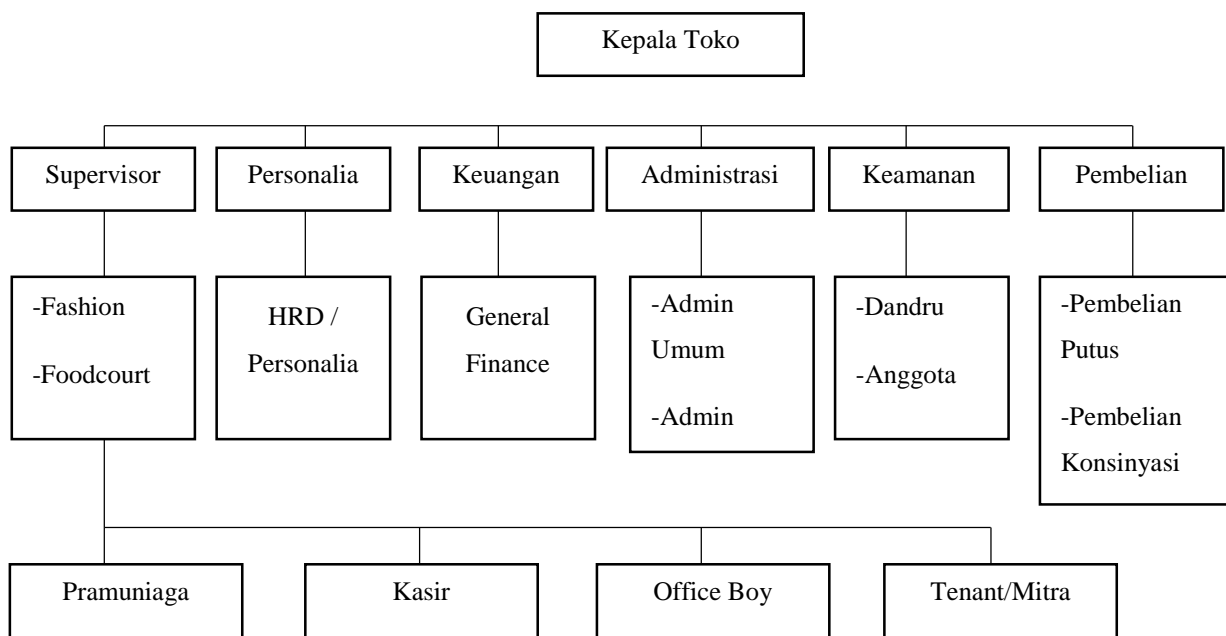 Kepala Toko
Supervisor
Personalia
Keuangan
Administrasi
Keamanan
Pembelian
-Fashion
-Foodcourt
HRD /
Personalia
General
Finance
-Admin
Umum
-Admin
-Dandru
-Anggota
-Pembelian
Putus
-Pembelian
Konsinyasi
Pramuniaga
Kasir
Office Boy
Tenant/Mitra